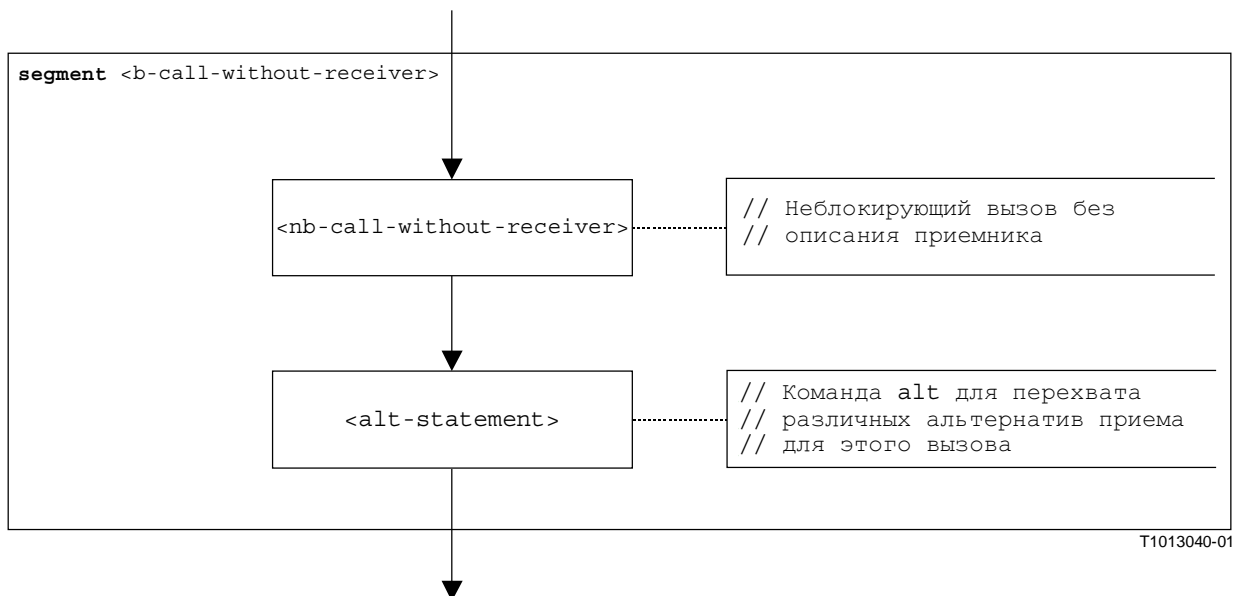 segment <b-call-without-receiver>
<nb-call-without-receiver>
// Неблокирующий вызов без
// описания приемника
<alt-statement>
// Команда alt для перехвата
// различных альтернатив приема
// для этого вызова
T1013040-01